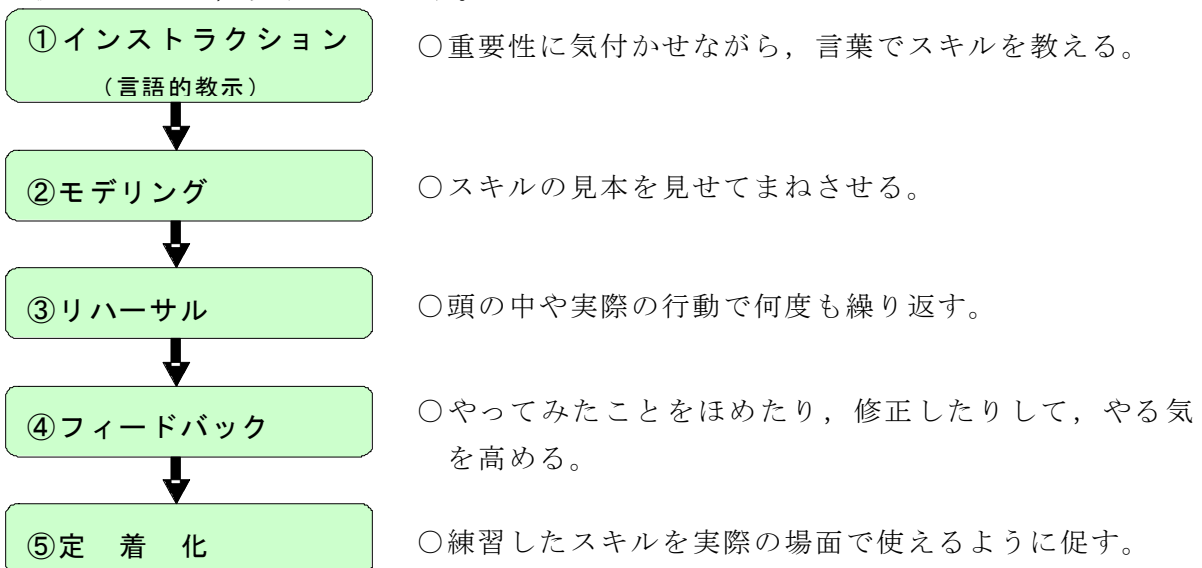 ①インストラクション
(言語的教示)
○重要性に気付かせながら，言葉でスキルを教える。
②モデリング
○スキルの見本を見せてまねさせる。
③リハーサル
○頭の中や実際の行動で何度も繰り返す。
④フィードバック
○やってみたことをほめたり，修正したりして，やる気
を高める。
⑤定　着　化
○練習したスキルを実際の場面で使えるように促す。